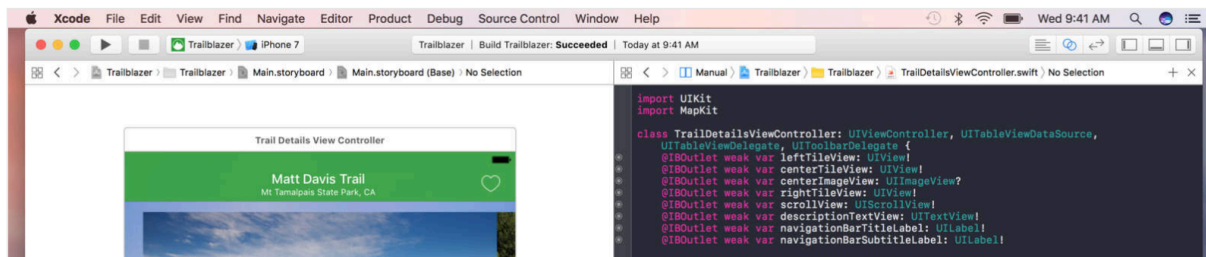 Xcode File Edit View Find Navigate Editor Product Debug Source Control Window Help Wed 9:41 AM
Trailblazer iPhone 7 Trailblazer | Build Trailblazer: Succeeded | Today at 9:41 AM
Trailblazer Trailblazer Main.storyboard Main.storyboard (Base) No Selection
Manual Trailblazer Trailblazer TrailDetailsViewController.swift No Selection
Trail Details View Controller
Matt Davis Trail
Mt Tamalpais State Park, CA
import UIKit
import MapKit
class TrailDetailsViewController: UIViewController, UITableViewDataSource,
UITableViewDelegate, UIToolbarDelegate {
@IBOutlet weak var leftTileView: UIView!
@IBOutlet weak var centerTileView: UIView!
@IBOutlet weak var centerImageView: UIImageView?
@IBOutlet weak var rightTileView: UIView!
@IBOutlet weak var scrollView: UIScrollView!
@IBOutlet weak var descriptionTextView: UITextView!
@IBOutlet weak var navigationBarTitleLabel: UILabel!
@IBOutlet weak var navigationBarSubtitleLabel: UILabel!